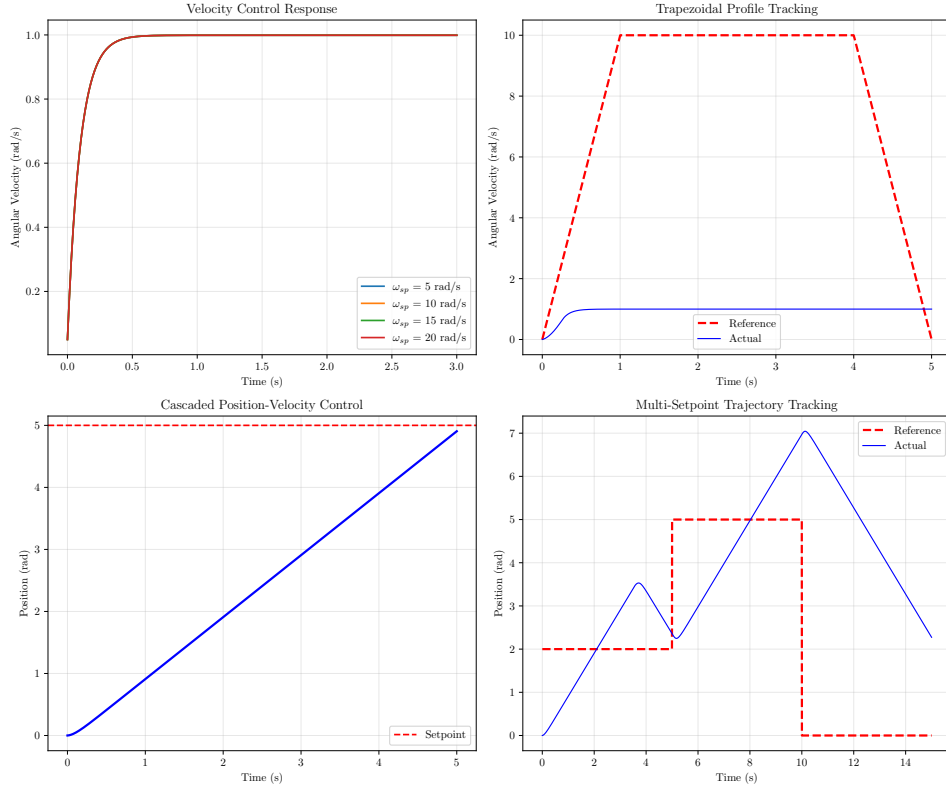 Velocity Control Response
1.0
0.8
0.6
0.4
0.2
Angular Velocity (rad/s)
ω_sp = 5 rad/s
ω_sp = 10 rad/s
ω_sp = 15 rad/s
ω_sp = 20 rad/s
0.0 0.5 1.0 1.5 2.0 2.5 3.0
Time (s)
Trapezoidal Profile Tracking
10
8
6
4
2
0
Angular Velocity (rad/s)
Reference
Actual
0 1 2 3 4 5
Time (s)
Cascaded Position-Velocity Control
5
4
3
2
1
0
Position (rad)
Setpoint
0 1 2 3 4 5
Time (s)
Multi-Setpoint Trajectory Tracking
7
6
5
4
3
2
1
0
Position (rad)
Reference
Actual
0 2 4 6 8 10 12 14
Time (s)